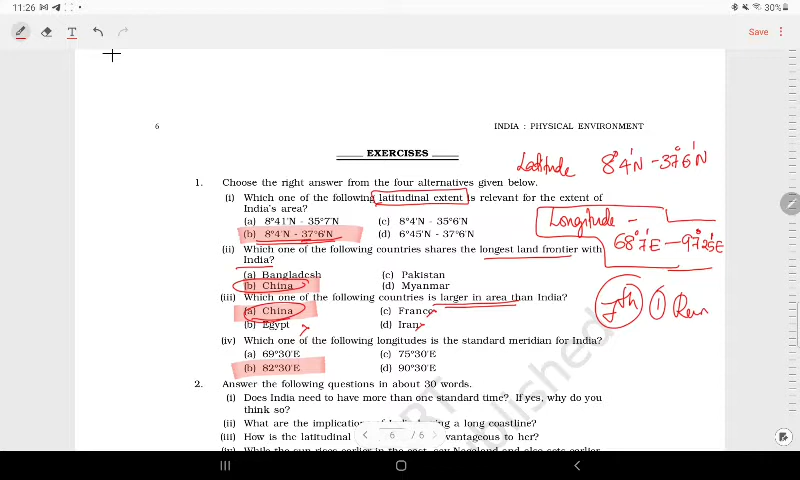 11:26 30%
Save
6 INDIA : PHYSICAL ENVIRONMENT
EXERCISES
Latitude 8°4'N - 37°6'N
1. Choose the right answer from the four alternatives given below.
(i) Which one of the following latitudinal extent is relevant for the extent of
India's area?
(a) 8°41'N - 35°7'N (c) 8°4'N - 35°6'N
(b) 8°4'N - 37°6'N (d) 6°45'N - 37°6'N
Longitude -
68°7'E - 97°25'E
(ii) Which one of the following countries shares the longest land frontier with
India?
(a) Bangladesh (c) Pakistan
(b) China (d) Myanmar
(iii) Which one of the following countries is larger in area than India?
(a) China (c) France
(b) Egypt (d) Iran
7th 1
(iv) Which one of the following longitudes is the standard meridian for India?
(a) 69°30'E (c) 75°30'E
(b) 82°30'E (d) 90°30'E
2. Answer the following questions in about 30 words.
(i) Does India need to have more than one standard time? If yes, why do you
think so?
(ii) What are the implication a long coastline?
(iii) How is the latitudinal vantageous to her?
6 / 6